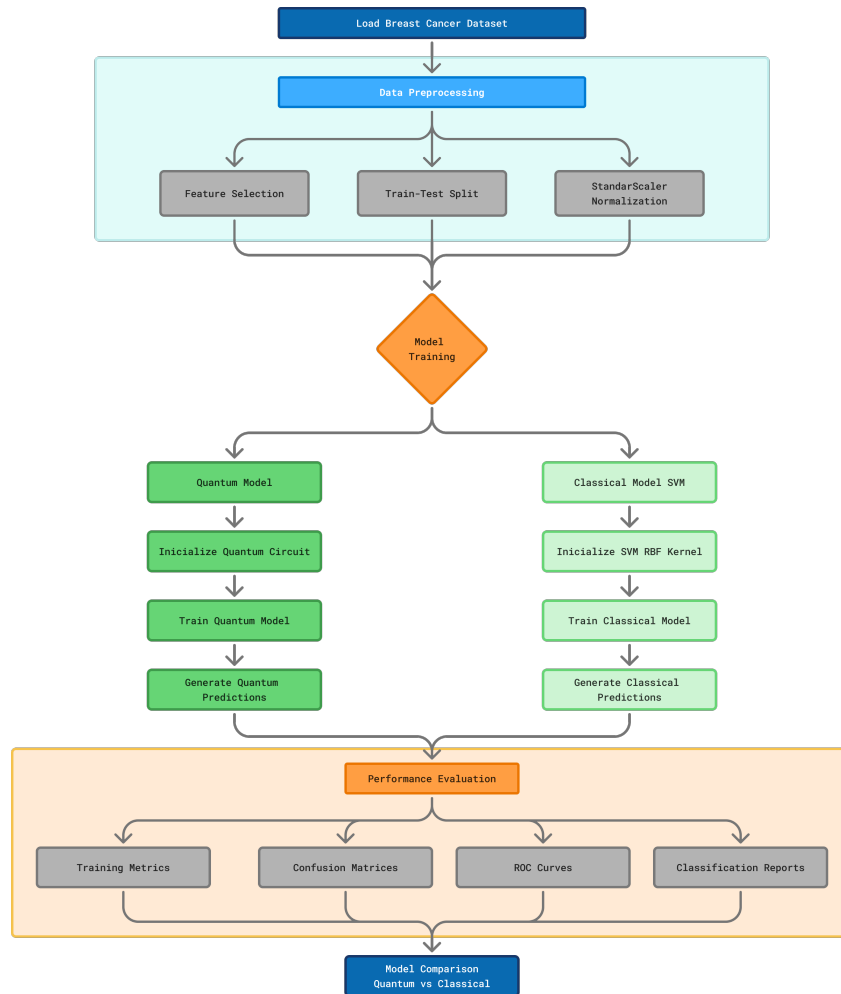 Load Breast Cancer Dataset
Data Preprocessing
Feature Selection
Train-Test Split
StandarScaler
Normalization
Model
Training
Quantum Model
Classical Model SVM
Inicialize Quantum Circuit
Inicialize SVM RBF Kernel
Train Quantum Model
Train Classical Model
Generate Quantum
Predictions
Generate Classical
Predictions
Performance Evaluation
Training Metrics
Confusion Matrices
ROC Curves
Classification Reports
Model Comparison
Quantum vs Classical